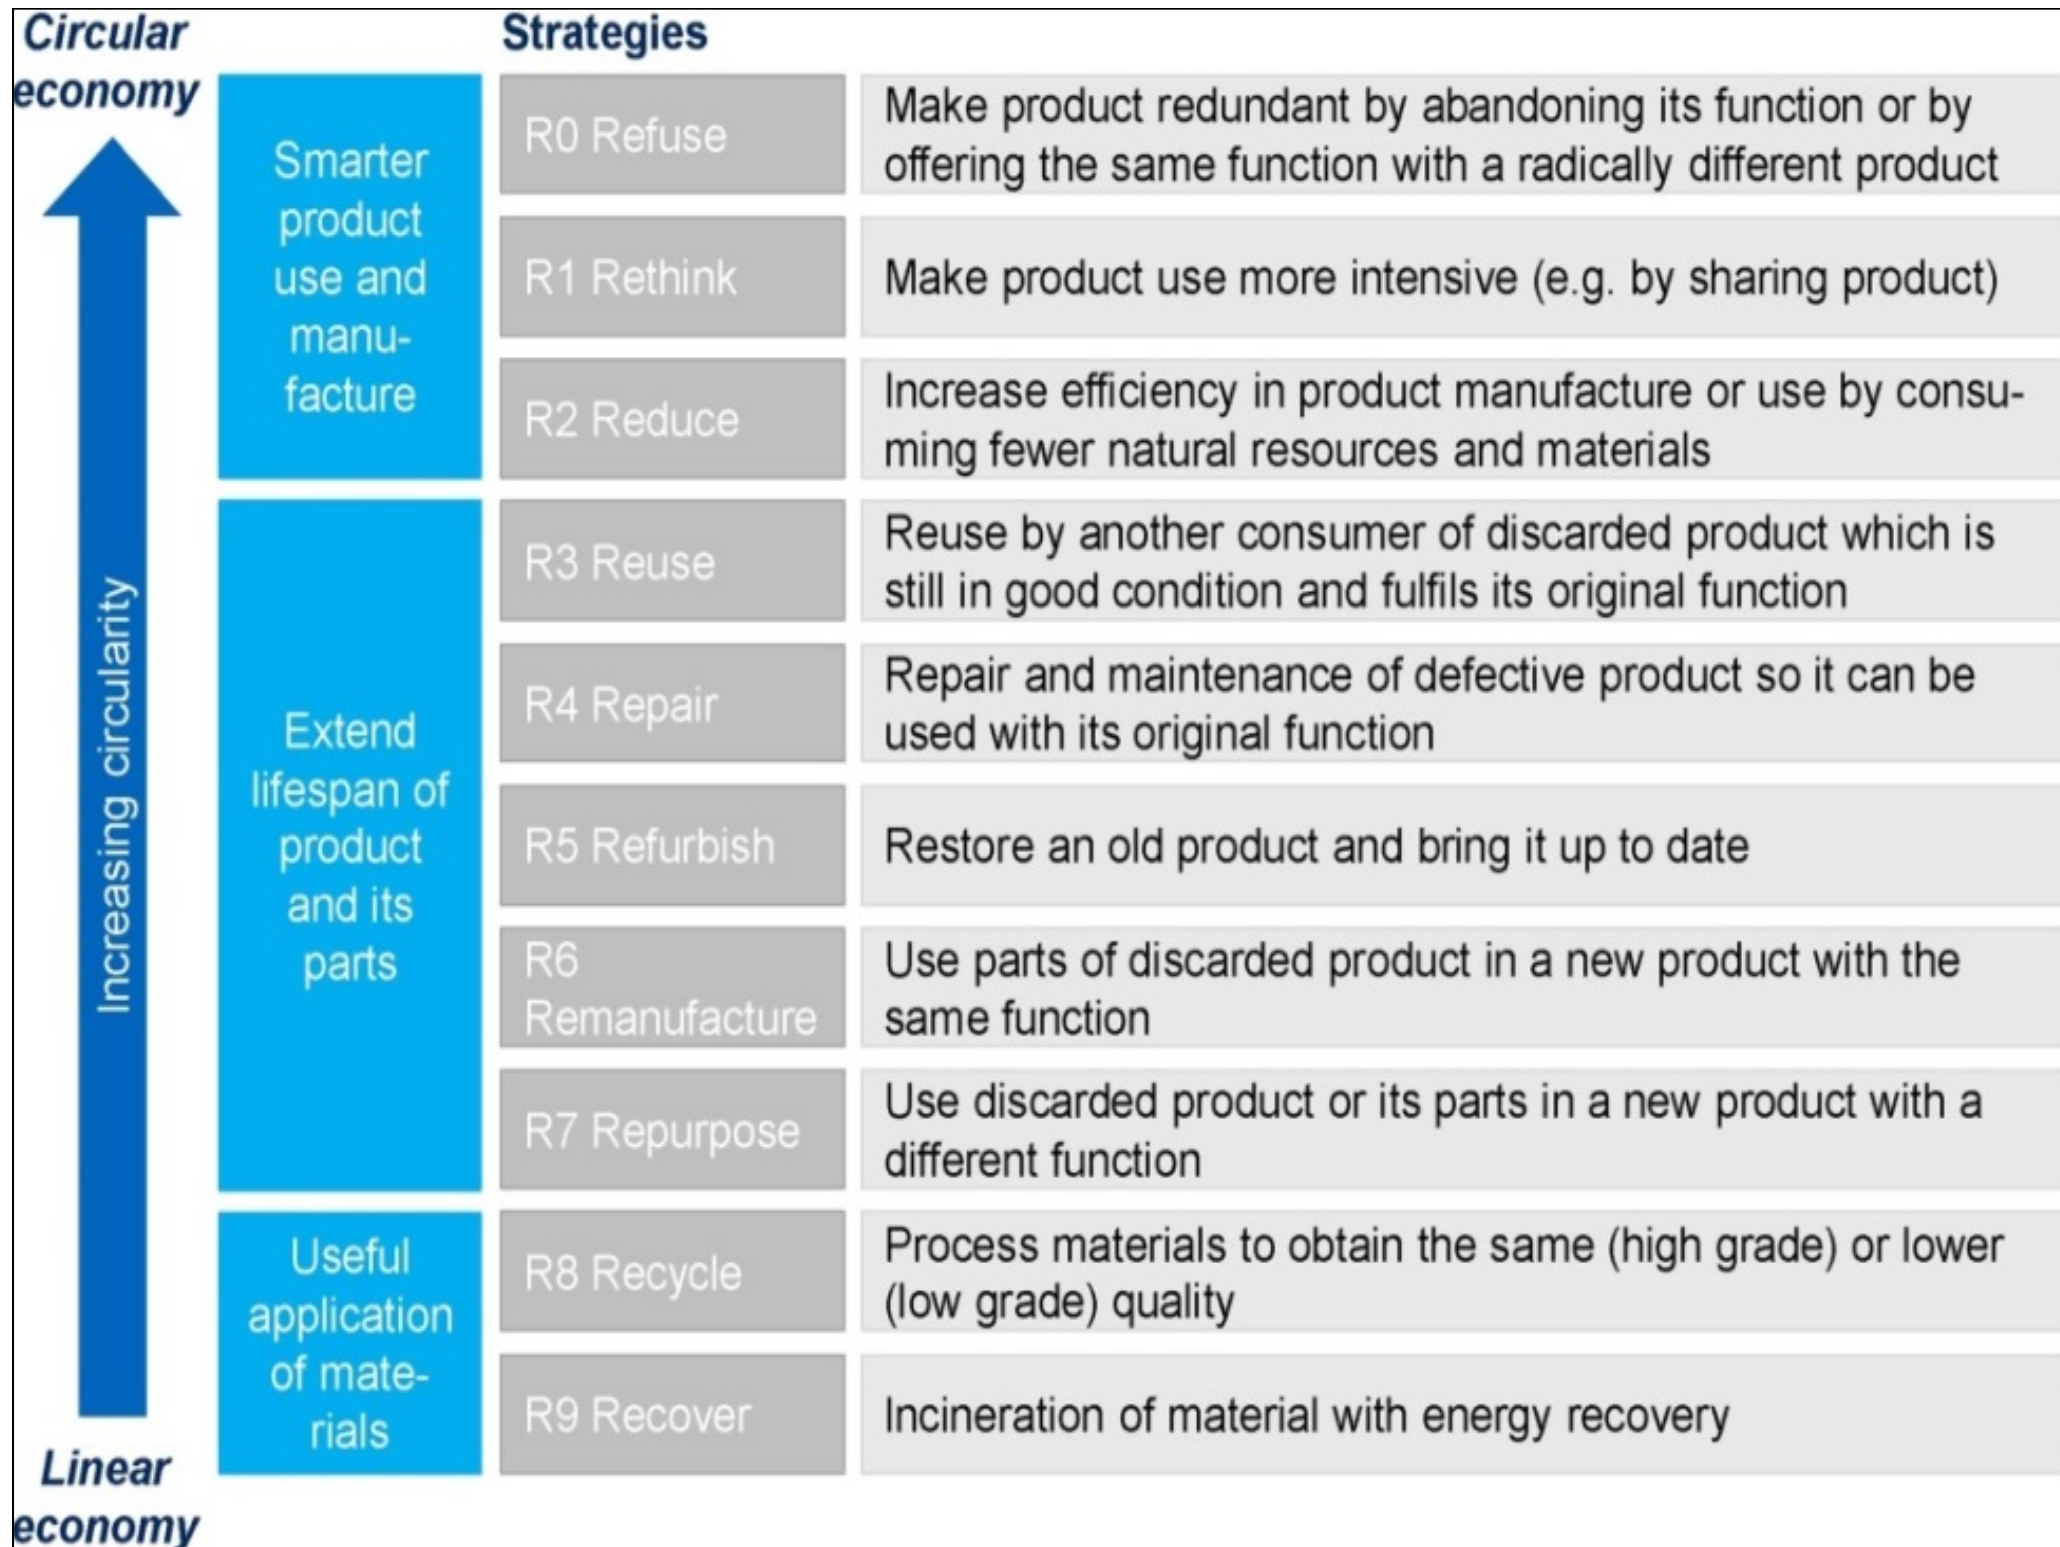 Circular
economy
Strategies
Increasing circularity
Linear
economy
Smarter
product
use and
manu-
facture
R0 Refuse
Make product redundant by abandoning its function or by
offering the same function with a radically different product
R1 Rethink
Make product use more intensive (e.g. by sharing product)
R2 Reduce
Increase efficiency in product manufacture or use by consu-
ming fewer natural resources and materials
Extend
lifespan of
product
and its
parts
R3 Reuse
Reuse by another consumer of discarded product which is
still in good condition and fulfils its original function
R4 Repair
Repair and maintenance of defective product so it can be
used with its original function
R5 Refurbish
Restore an old product and bring it up to date
R6
Remanufacture
Use parts of discarded product in a new product with the
same function
R7 Repurpose
Use discarded product or its parts in a new product with a
different function
Useful
application
of mate-
rials
R8 Recycle
Process materials to obtain the same (high grade) or lower
(low grade) quality
R9 Recover
Incineration of material with energy recovery